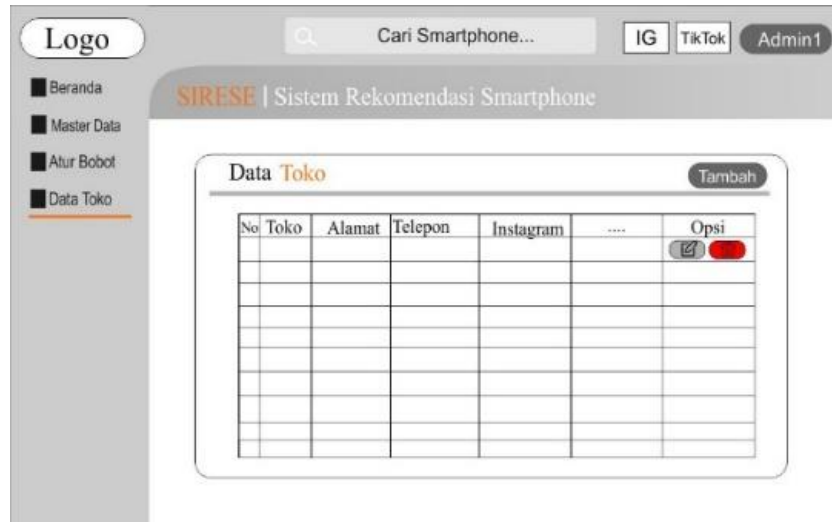 Logo
Cari Smartphone...
IG
TikTok
Admin1
Beranda
Master Data
Atur Bobot
Data Toko
SIRESE | Sistem Rekomendasi Smartphone
Data Toko
Tambah
No Toko Alamat Telepon Instagram .... Opsi